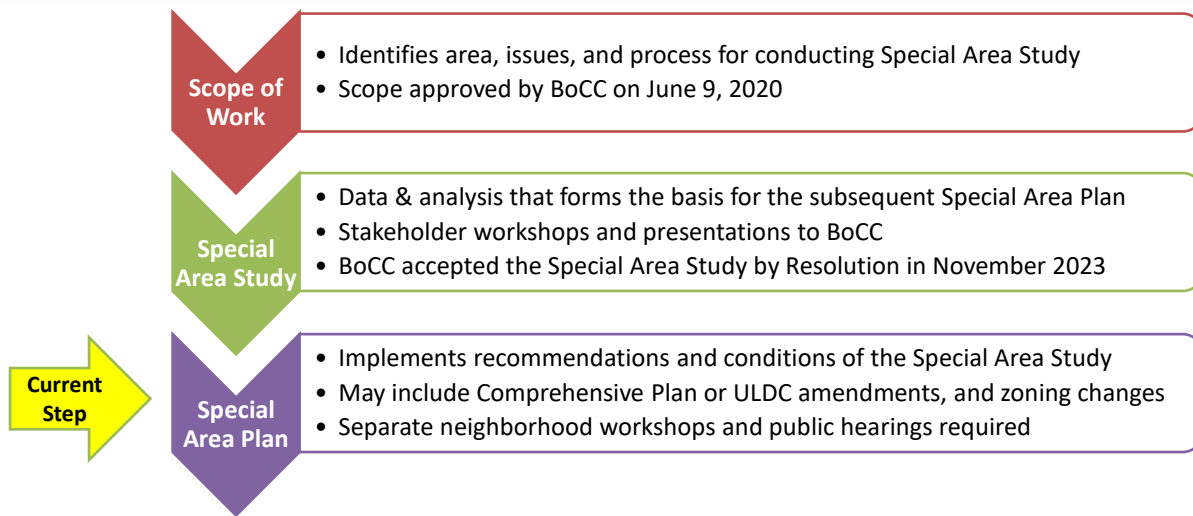 Scope of
Work
• Identifies area, issues, and process for conducting Special Area Study
• Scope approved by BoCC on June 9, 2020
Special
Area Study
• Data & analysis that forms the basis for the subsequent Special Area Plan
• Stakeholder workshops and presentations to BoCC
• BoCC accepted the Special Area Study by Resolution in November 2023
Current
Step
Special
Area Plan
• Implements recommendations and conditions of the Special Area Study
• May include Comprehensive Plan or ULDC amendments, and zoning changes
• Separate neighborhood workshops and public hearings required